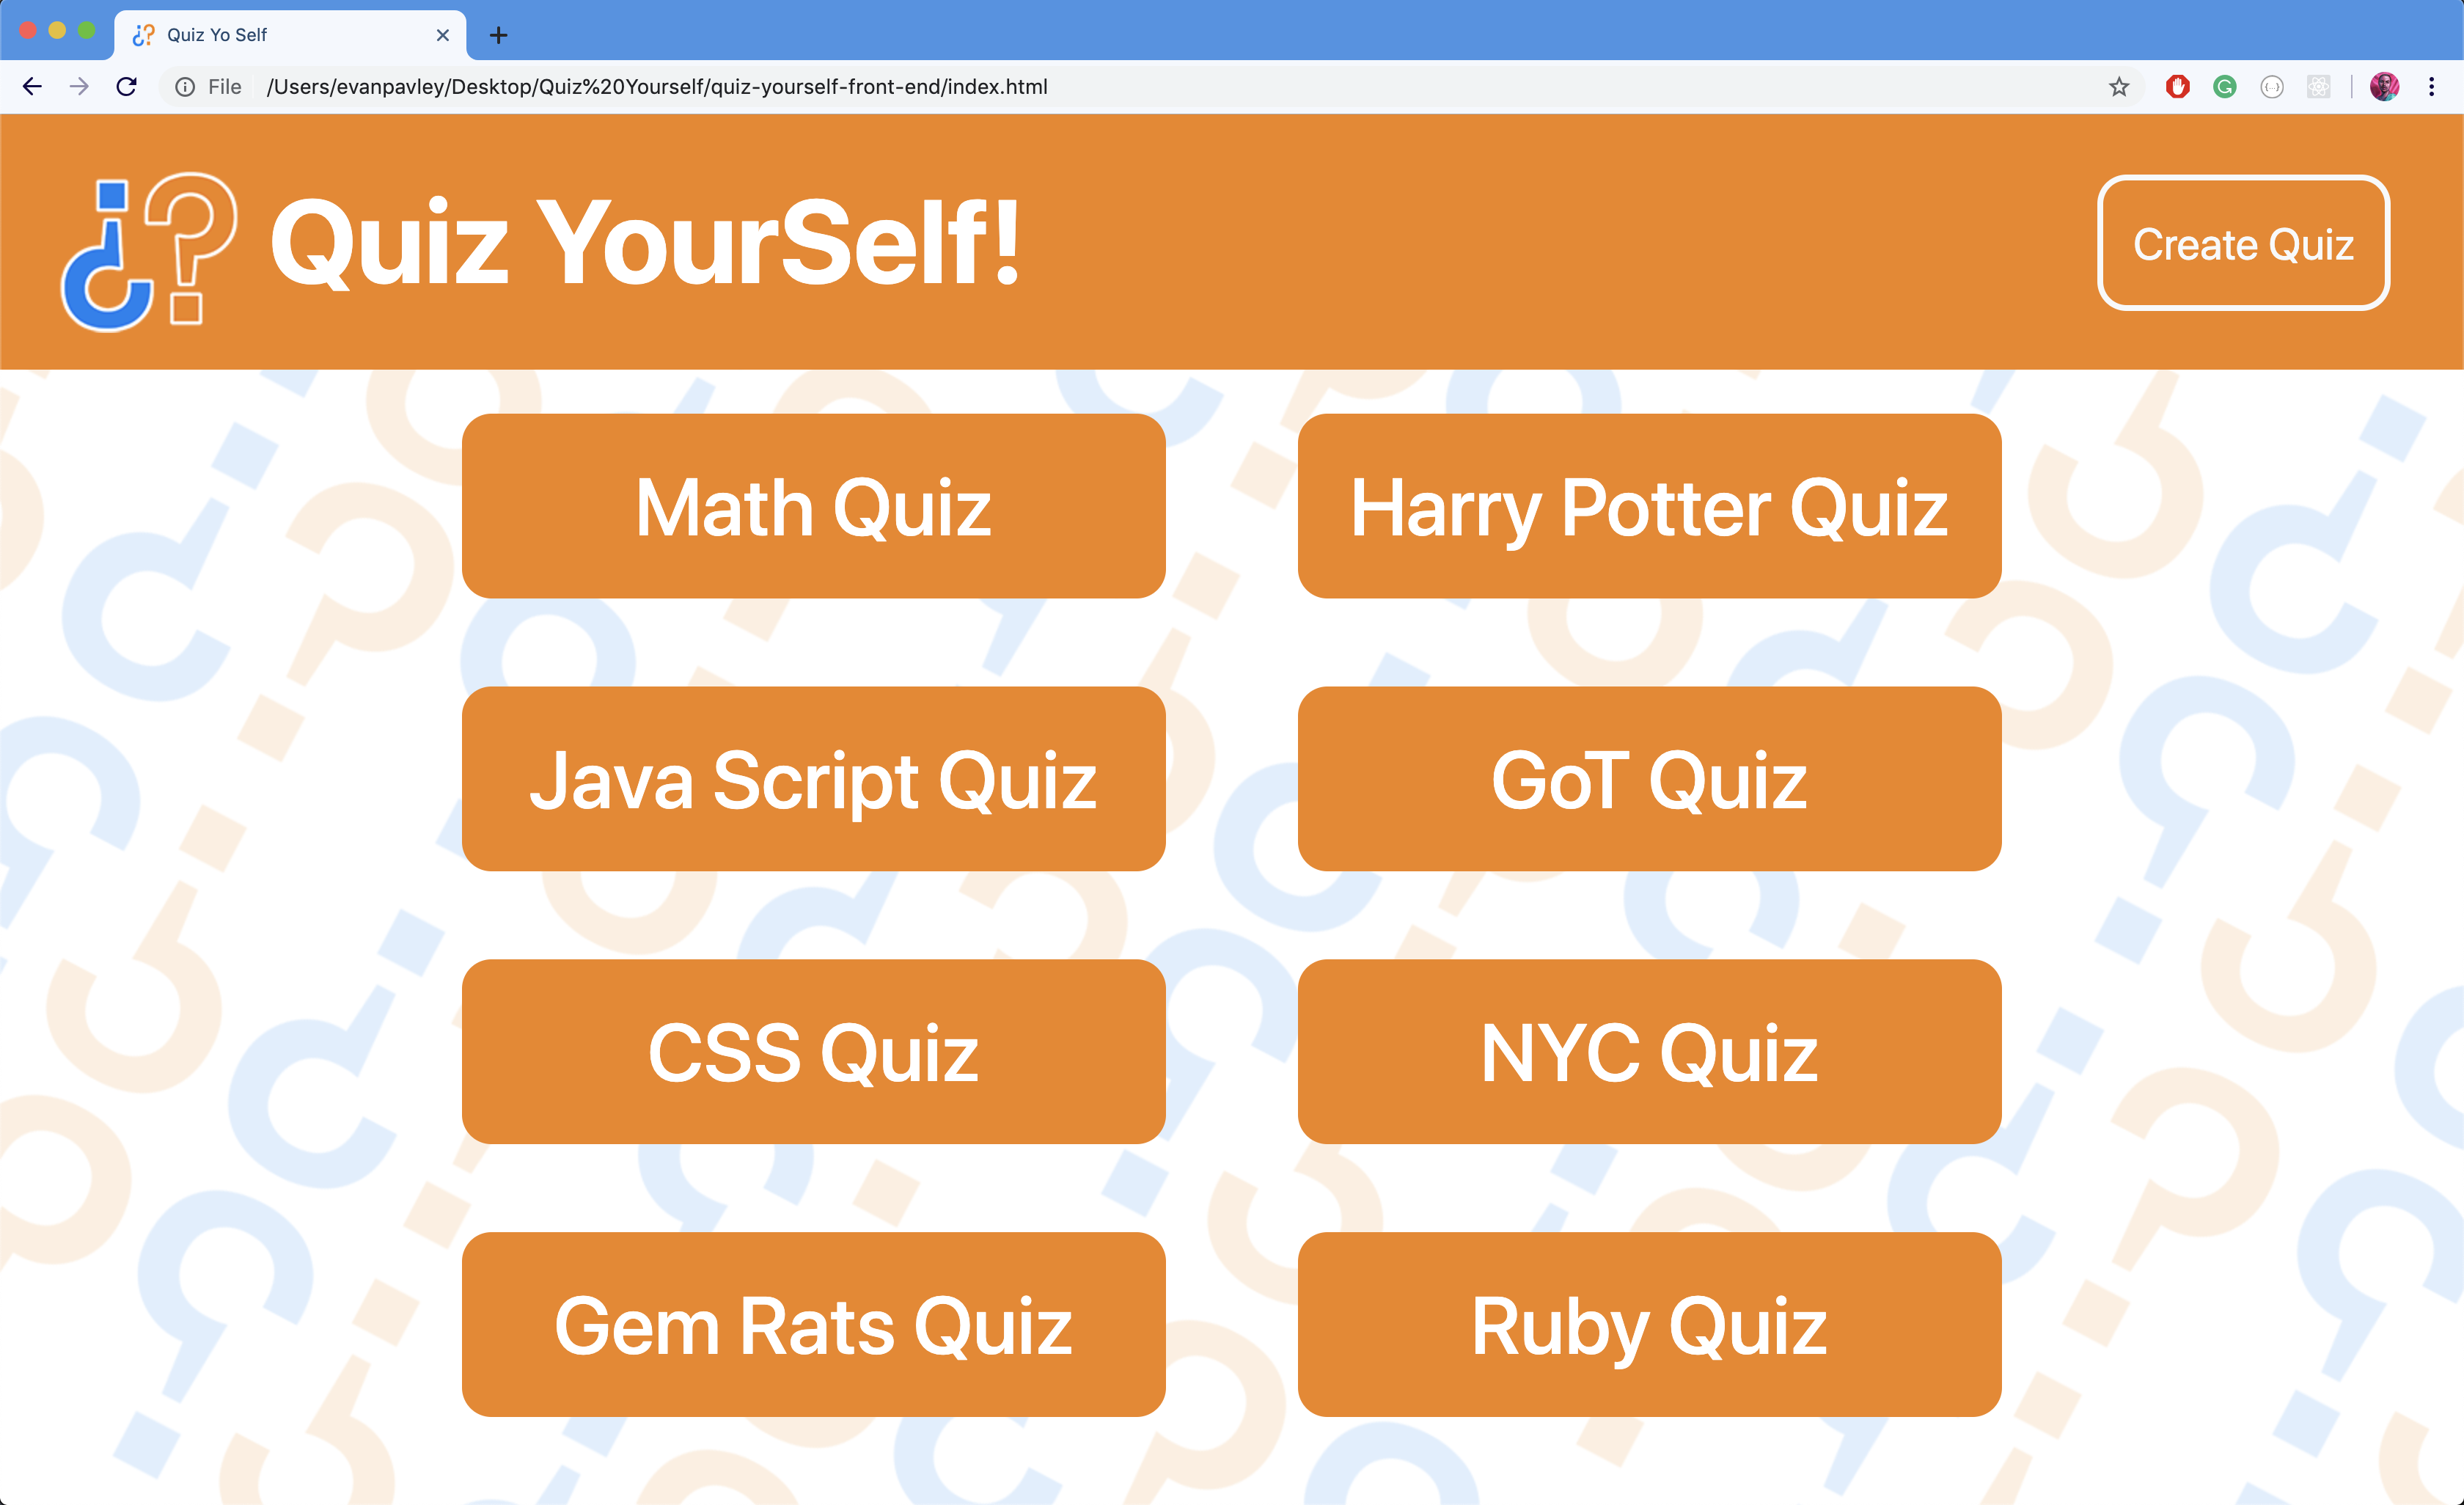 Quiz Yo Self
File /Users/evanpavley/Desktop/Quiz%20Yourself/quiz-yourself-front-end/index.html
¿? Quiz YourSelf!
Create Quiz
Math Quiz
Harry Potter Quiz
Java Script Quiz
GoT Quiz
CSS Quiz
NYC Quiz
Gem Rats Quiz
Ruby Quiz